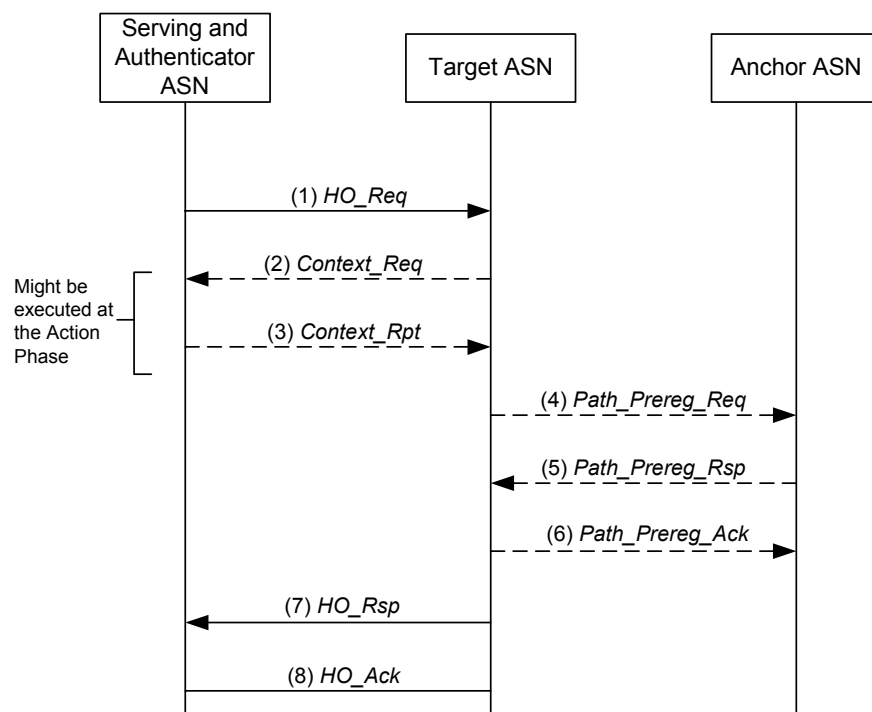 Serving and
Authenticator
ASN
Target ASN
Anchor ASN
(1) HO_Req
(2) Context_Req
Might be
executed at
the Action
Phase
(3) Context_Rpt
(4) Path_Prereg_Req
(5) Path_Prereg_Rsp
(6) Path_Prereg_Ack
(7) HO_Rsp
(8) HO_Ack